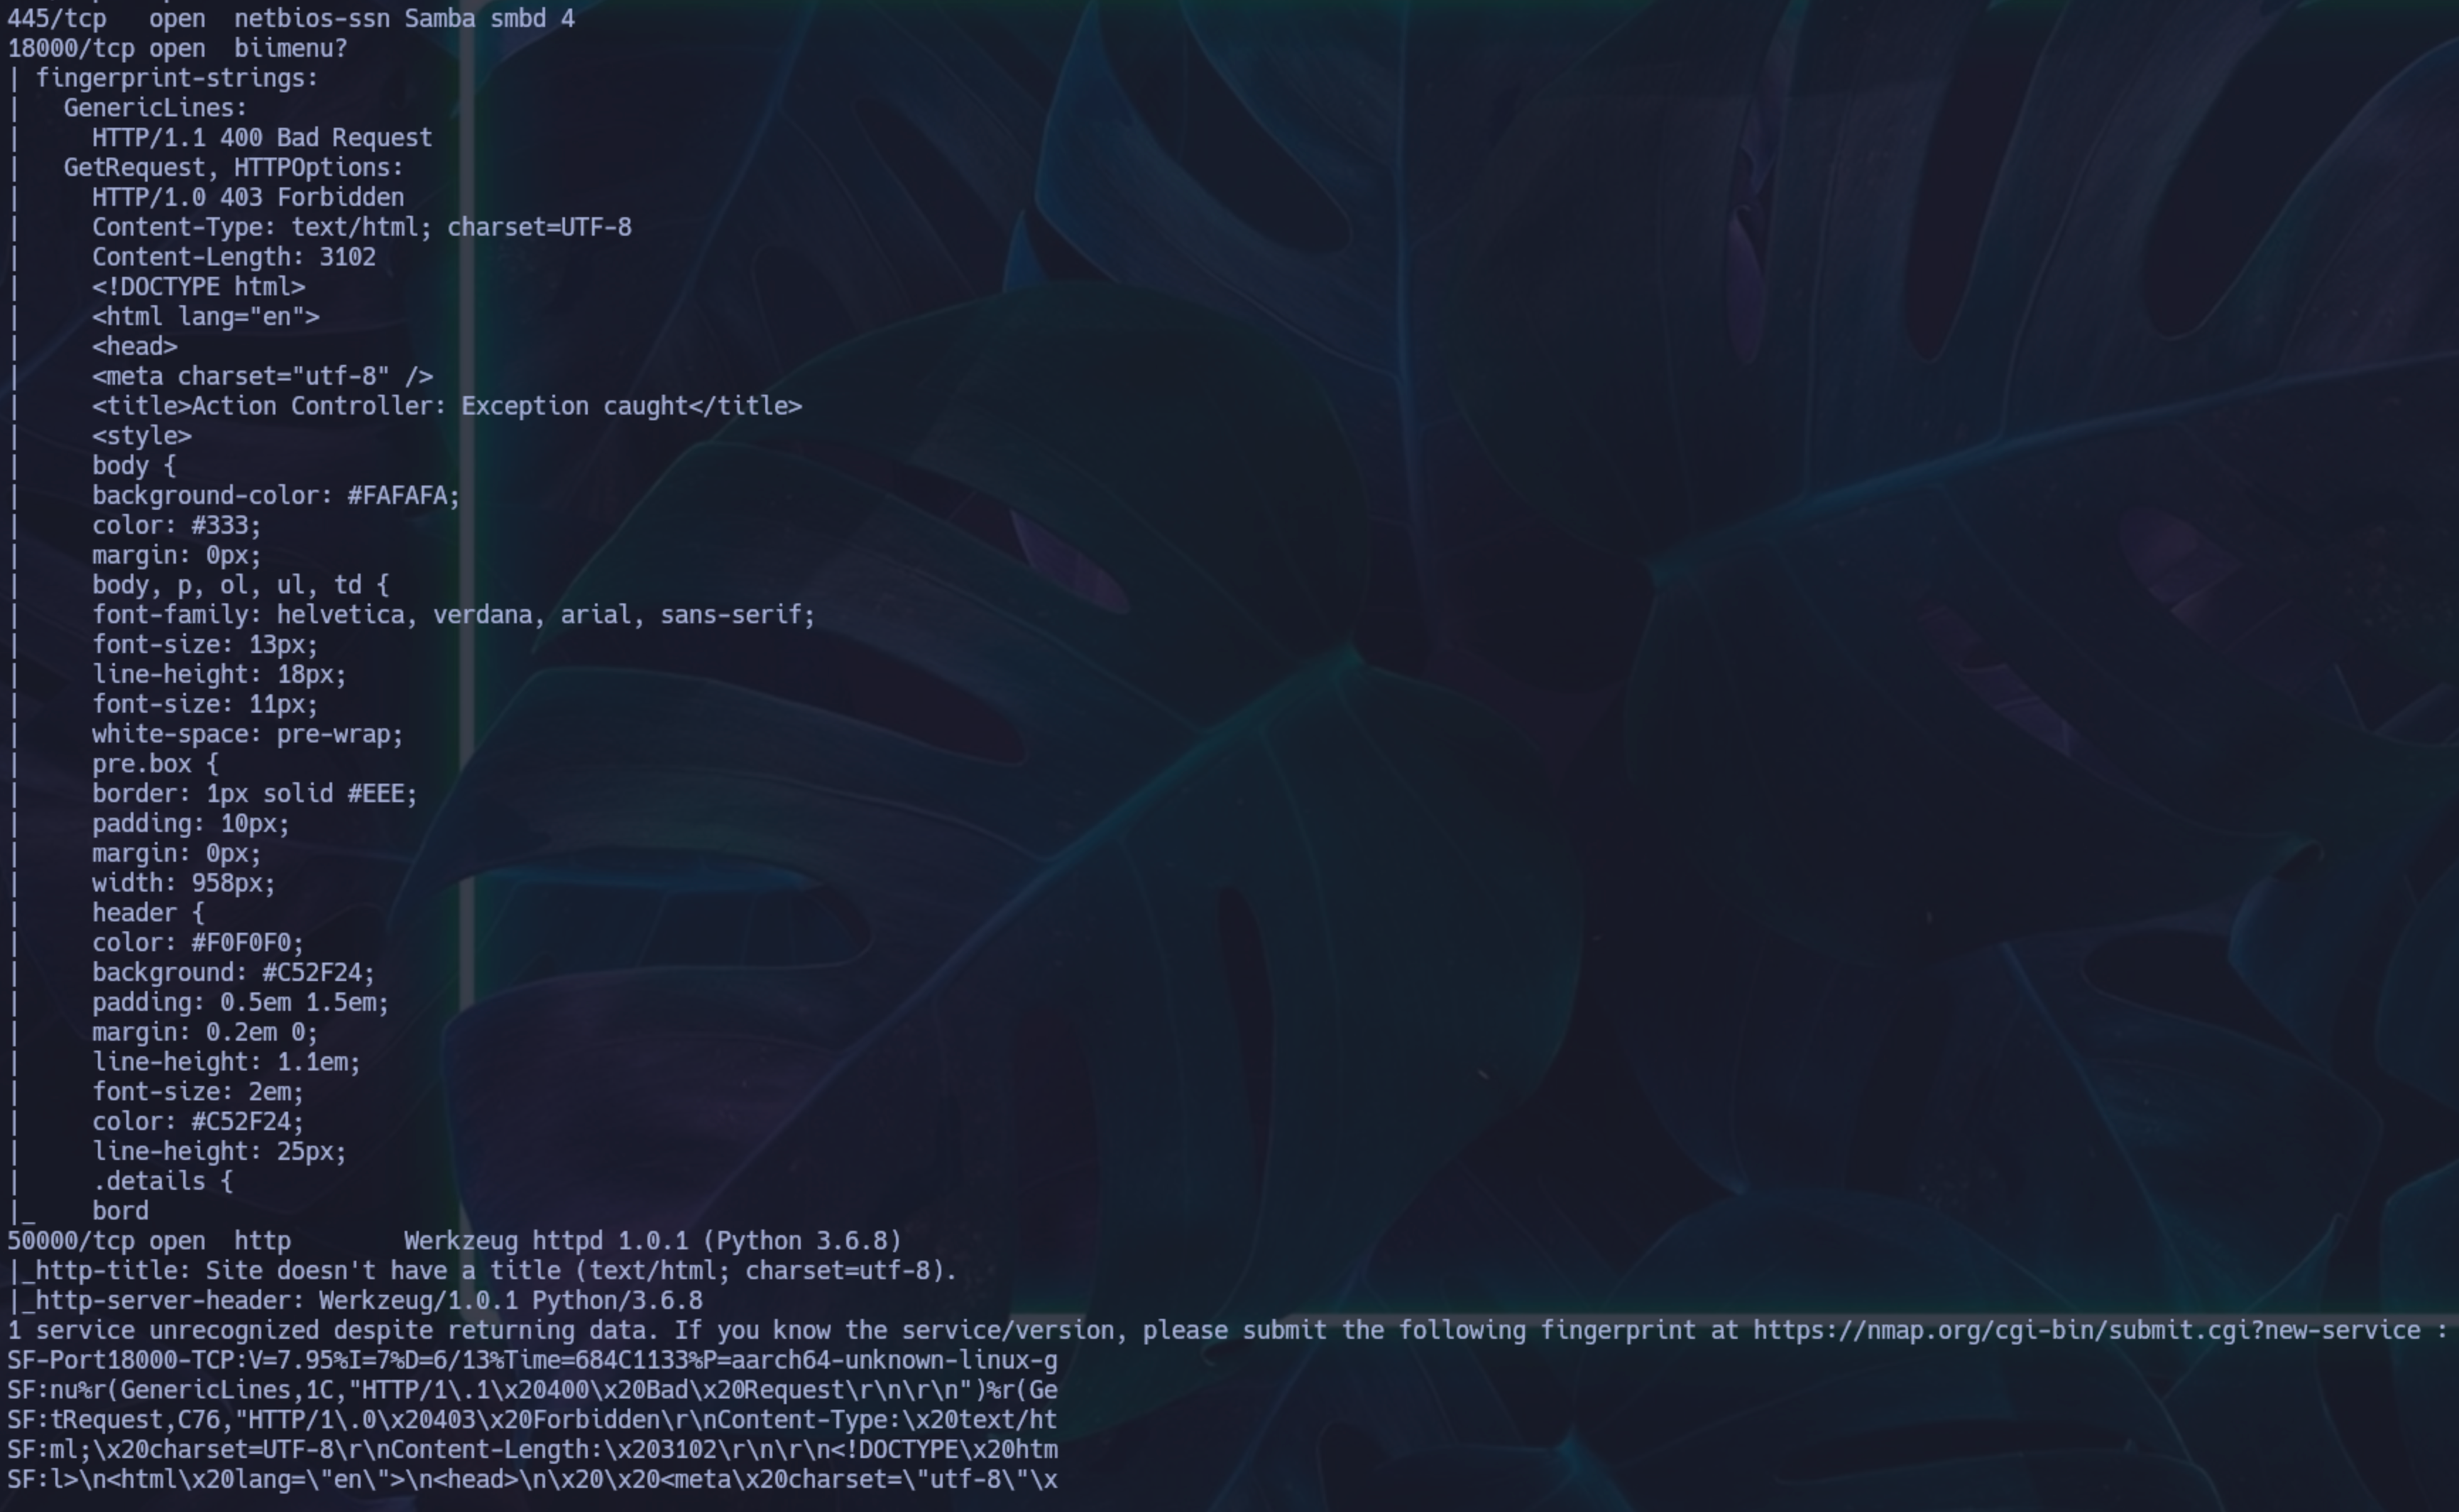 445/tcp   open  netbios-ssn Samba smbd 4
18000/tcp open  biimenu?
| fingerprint-strings:
|   GenericLines:
|     HTTP/1.1 400 Bad Request
|   GetRequest, HTTPOptions:
|     HTTP/1.0 403 Forbidden
|     Content-Type: text/html; charset=UTF-8
|     Content-Length: 3102
|     <!DOCTYPE html>
|     <html lang="en">
|     <head>
|     <meta charset="utf-8" />
|     <title>Action Controller: Exception caught</title>
|     <style>
|     body {
|     background-color: #FAFAFA;
|     color: #333;
|     margin: 0px;
|     body, p, ol, ul, td {
|     font-family: helvetica, verdana, arial, sans-serif;
|     font-size: 13px;
|     line-height: 18px;
|     font-size: 11px;
|     white-space: pre-wrap;
|     pre.box {
|     border: 1px solid #EEE;
|     padding: 10px;
|     margin: 0px;
|     width: 958px;
|     header {
|     color: #F0F0F0;
|     background: #C52F24;
|     padding: 0.5em 1.5em;
|     margin: 0.2em 0;
|     line-height: 1.1em;
|     font-size: 2em;
|     color: #C52F24;
|     line-height: 25px;
|     .details {
|_    bord
50000/tcp open  http        Werkzeug httpd 1.0.1 (Python 3.6.8)
|_http-title: Site doesn't have a title (text/html; charset=utf-8).
|_http-server-header: Werkzeug/1.0.1 Python/3.6.8
1 service unrecognized despite returning data. If you know the service/version, please submit the following fingerprint at https://nmap.org/cgi-bin/submit.cgi?new-service :
SF-Port18000-TCP:V=7.95%I=7%D=6/13%Time=684C1133%P=aarch64-unknown-linux-g
SF:nu%r(GenericLines,1C,"HTTP/1\.1\x20400\x20Bad\x20Request\r\n\r\n")%r(Ge
SF:tRequest,C76,"HTTP/1\.0\x20403\x20Forbidden\r\nContent-Type:\x20text/ht
SF:ml;\x20charset=UTF-8\r\nContent-Length:\x203102\r\n\r\n<!DOCTYPE\x20htm
SF:l>\n<html\x20lang=\"en\">\n<head>\n\x20\x20<meta\x20charset=\"utf-8\"\x